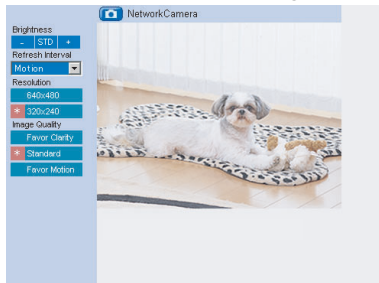 NetworkCamera
Brightness
- STD +
Refresh Interval
Motion
Resolution
640x480
* 320x240
Image Quality
Favor Clarity
* Standard
Favor Motion